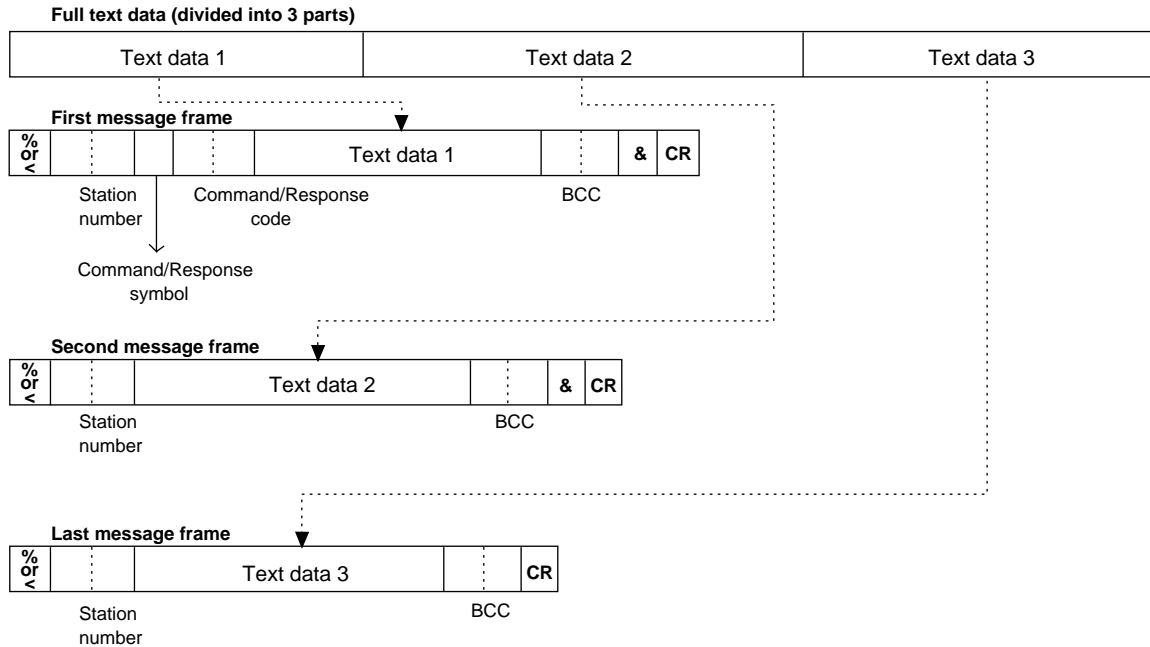 Full text data (divided into 3 parts)
Text data 1 Text data 2 Text data 3
First message frame
% or < Text data 1 & CR
Station number Command/Response code BCC
Command/Response symbol
Second message frame
% or < Text data 2 & CR
Station number BCC
Last message frame
% or < Text data 3 CR
Station number BCC